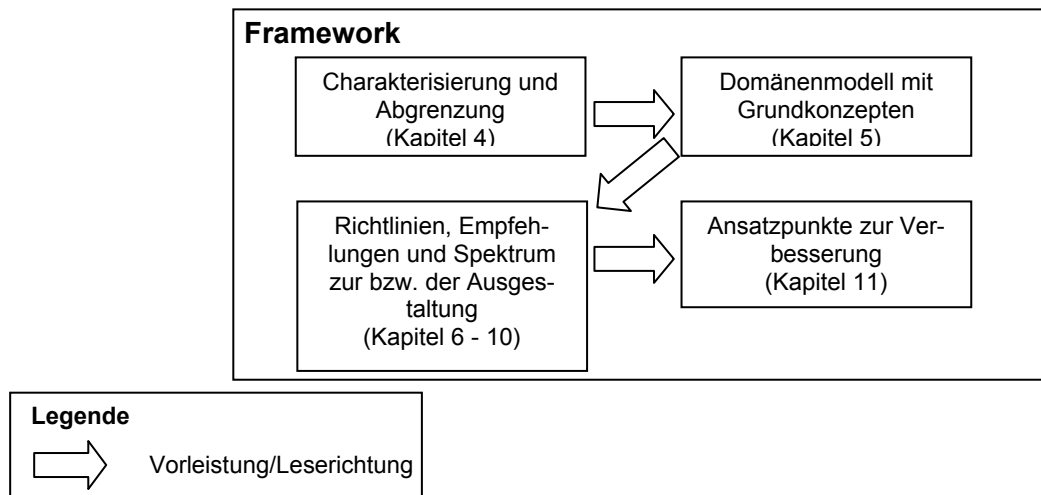 Framework
Charakterisierung und
Abgrenzung
(Kapitel 4)
Domänenmodell mit
Grundkonzepten
(Kapitel 5)
Richtlinien, Empfeh-
lungen und Spektrum
zur bzw. der Ausges-
taltung
(Kapitel 6 - 10)
Ansatzpunkte zur Ver-
besserung
(Kapitel 11)
Legende
Vorleistung/Leserichtung